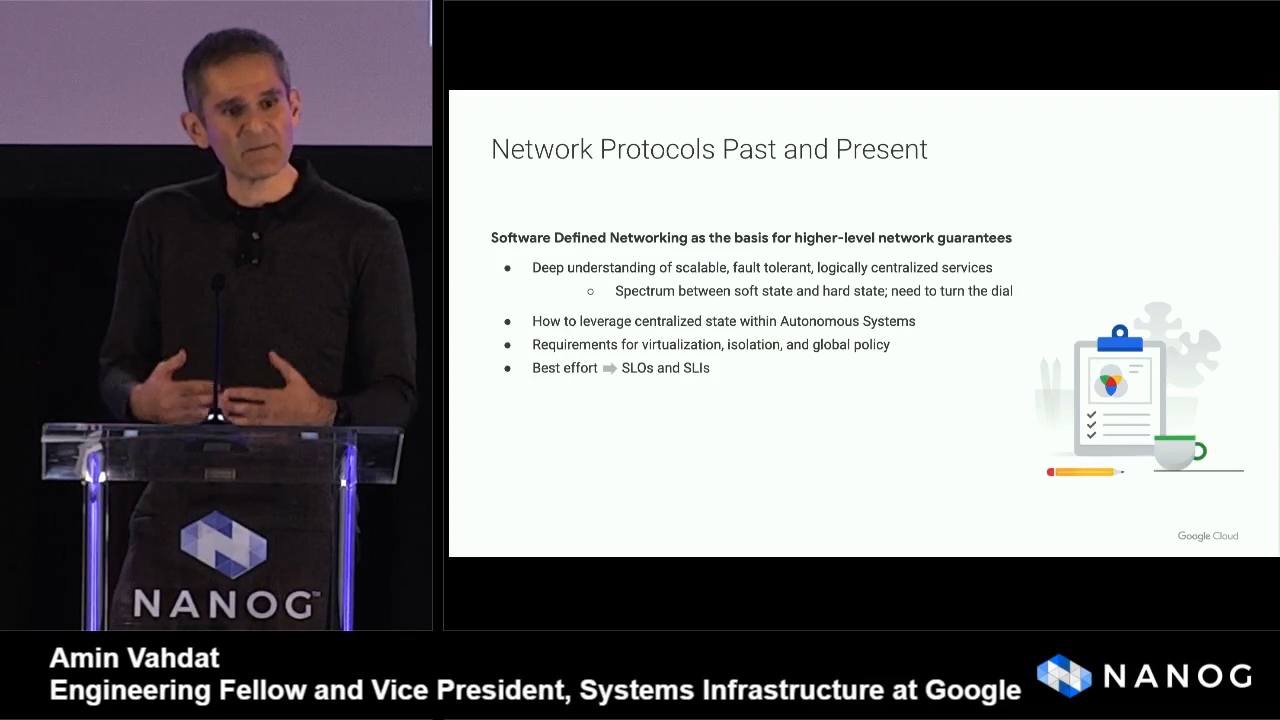 Network Protocols Past and Present
Software Defined Networking as the basis for higher-level network guarantees
● Deep understanding of scalable, fault tolerant, logically centralized services
○ Spectrum between soft state and hard state; need to turn the dial
● How to leverage centralized state within Autonomous Systems
● Requirements for virtualization, isolation, and global policy
● Best effort ➡ SLOs and SLIs
Google Cloud
NANOG™
Amin Vahdat
Engineering Fellow and Vice President, Systems Infrastructure at Google
NANOG